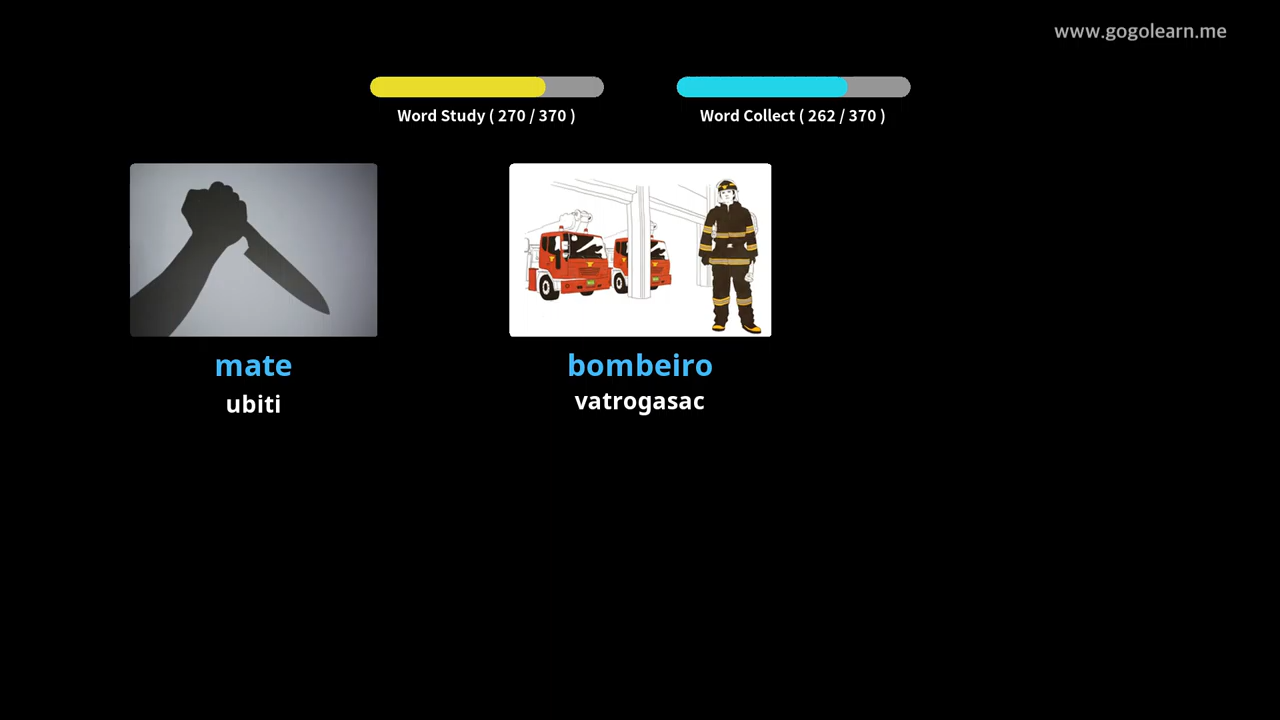 www.gogolearn.me
Word Study ( 270 / 370 )
Word Collect ( 262 / 370 )
mate
ubiti
bombeiro
vatrogasac